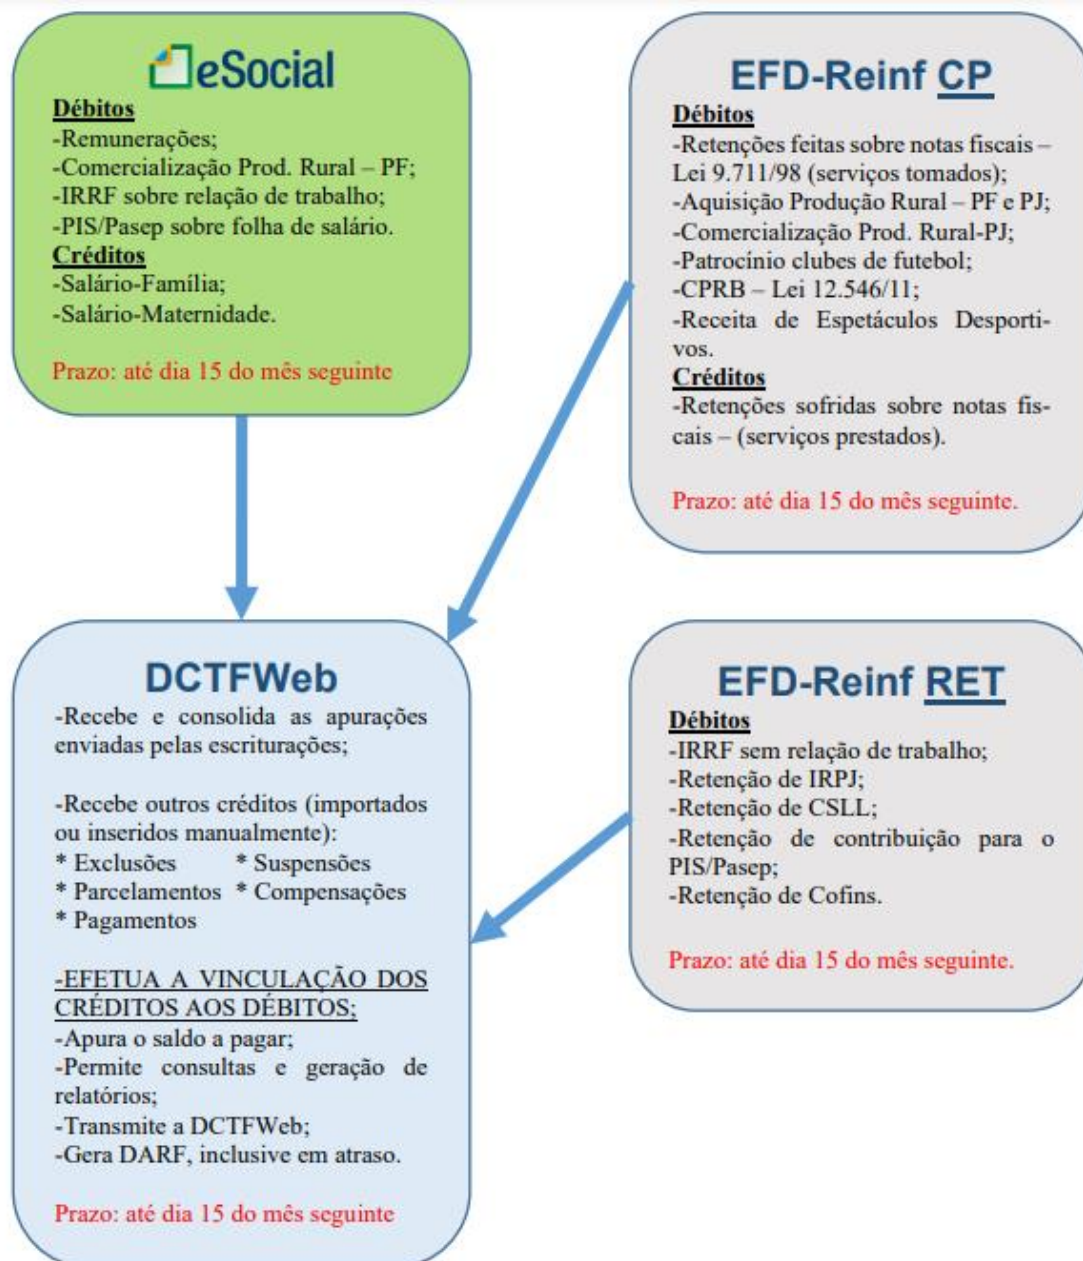 eSocial
Débitos
-Remunerações;
-Comercialização Prod. Rural – PF;
-IRRF sobre relação de trabalho;
-PIS/Pasep sobre folha de salário.
Créditos
-Salário-Família;
-Salário-Maternidade.
Prazo: até dia 15 do mês seguinte
EFD-Reinf CP
Débitos
-Retenções feitas sobre notas fiscais –
Lei 9.711/98 (serviços tomados);
-Aquisição Produção Rural – PF e PJ;
-Comercialização Prod. Rural-PJ;
-Patrocínio clubes de futebol;
-CPRB – Lei 12.546/11;
-Receita de Espetáculos Desporti-
vos.
Créditos
-Retenções sofridas sobre notas fis-
cais – (serviços prestados).
Prazo: até dia 15 do mês seguinte.
DCTFWeb
-Recebe e consolida as apurações
enviadas pelas escriturações;
-Recebe outros créditos (importados
ou inseridos manualmente):
* Exclusões * Suspensões
* Parcelamentos * Compensações
* Pagamentos
-EFETUA A VINCULAÇÃO DOS
CRÉDITOS AOS DÉBITOS;
-Apura o saldo a pagar;
-Permite consultas e geração de
relatórios;
-Transmite a DCTFWeb;
-Gera DARF, inclusive em atraso.
Prazo: até dia 15 do mês seguinte
EFD-Reinf RET
Débitos
-IRRF sem relação de trabalho;
-Retenção de IRPJ;
-Retenção de CSLL;
-Retenção de contribuição para o
PIS/Pasep;
-Retenção de Cofins.
Prazo: até dia 15 do mês seguinte.